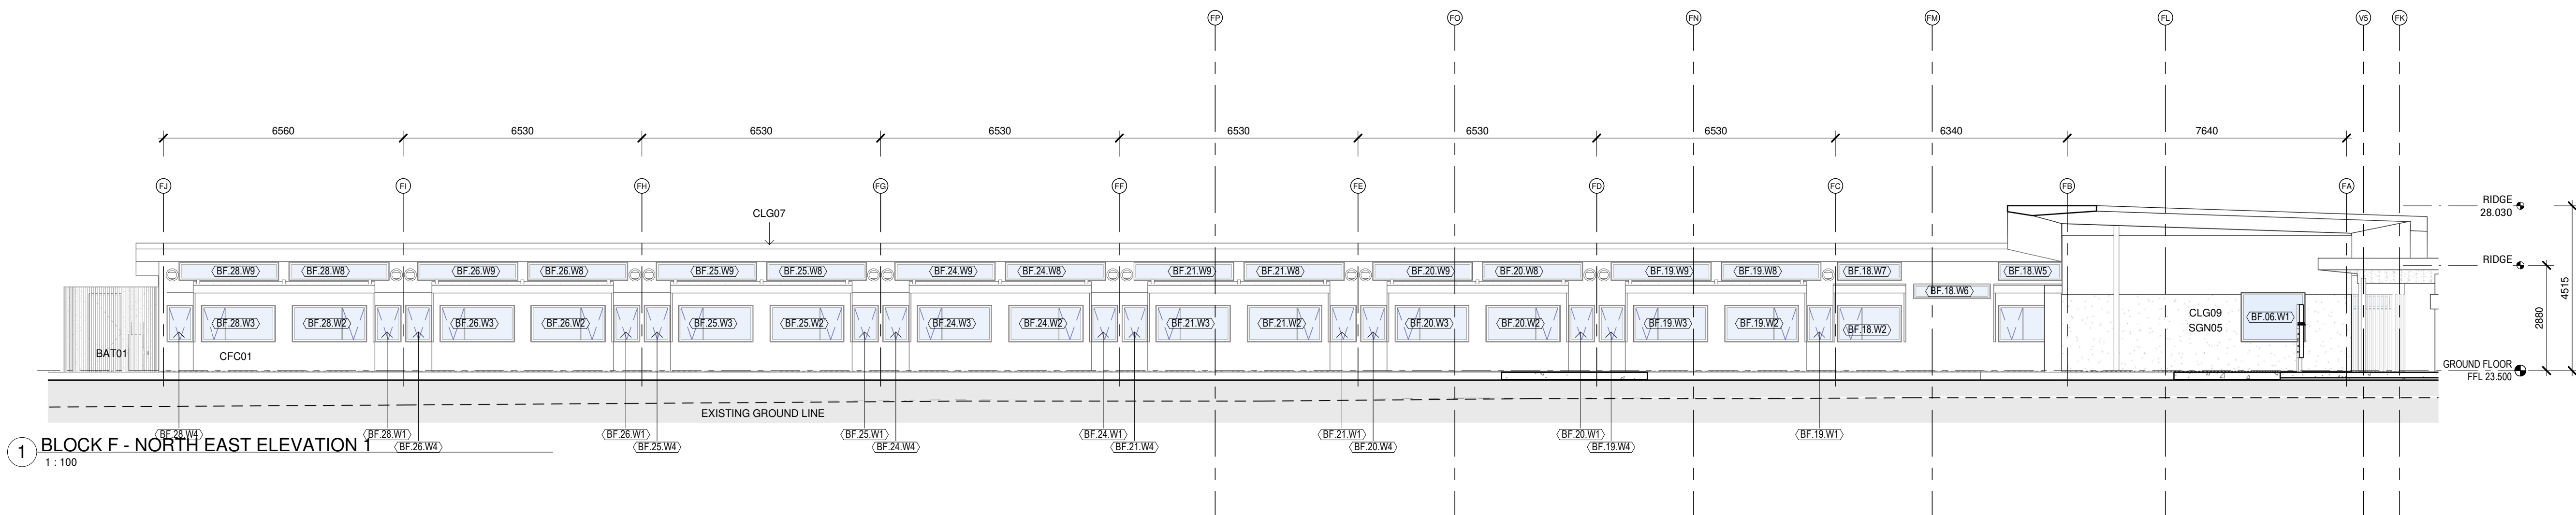 FP FO FN FM FL V5 FK
6560 6530 6530 6530 6530 6530 6530 6340 7640
FJ FI FH FG FF FE FD FC FB FA
RIDGE
28.030
CLG07
RIDGE
4515
2880
BF.28.W9 BF.28.W8 BF.26.W9 BF.26.W8 BF.25.W9 BF.25.W8 BF.24.W9 BF.24.W8 BF.21.W9 BF.21.W8 BF.20.W9 BF.20.W8 BF.19.W9 BF.19.W8 BF.18.W7 BF.18.W5
BF.18.W6
CLG09
SGN05
BF.06.W1
BF.28.W3 BF.28.W2 BF.26.W3 BF.26.W2 BF.25.W3 BF.25.W2 BF.24.W3 BF.24.W2 BF.21.W3 BF.21.W2 BF.20.W3 BF.20.W2 BF.19.W3 BF.19.W2 BF.18.W2
BAT01 CFC01
GROUND FLOOR
FFL 23.500
EXISTING GROUND LINE
BF.28.W4 BF.28.W1 BF.26.W1 BF.25.W1 BF.24.W1 BF.21.W1 BF.20.W1 BF.19.W1
BF.26.W4 BF.25.W4 BF.24.W4 BF.21.W4 BF.20.W4 BF.19.W4
1 BLOCK F - NORTH EAST ELEVATION 1
1 : 100